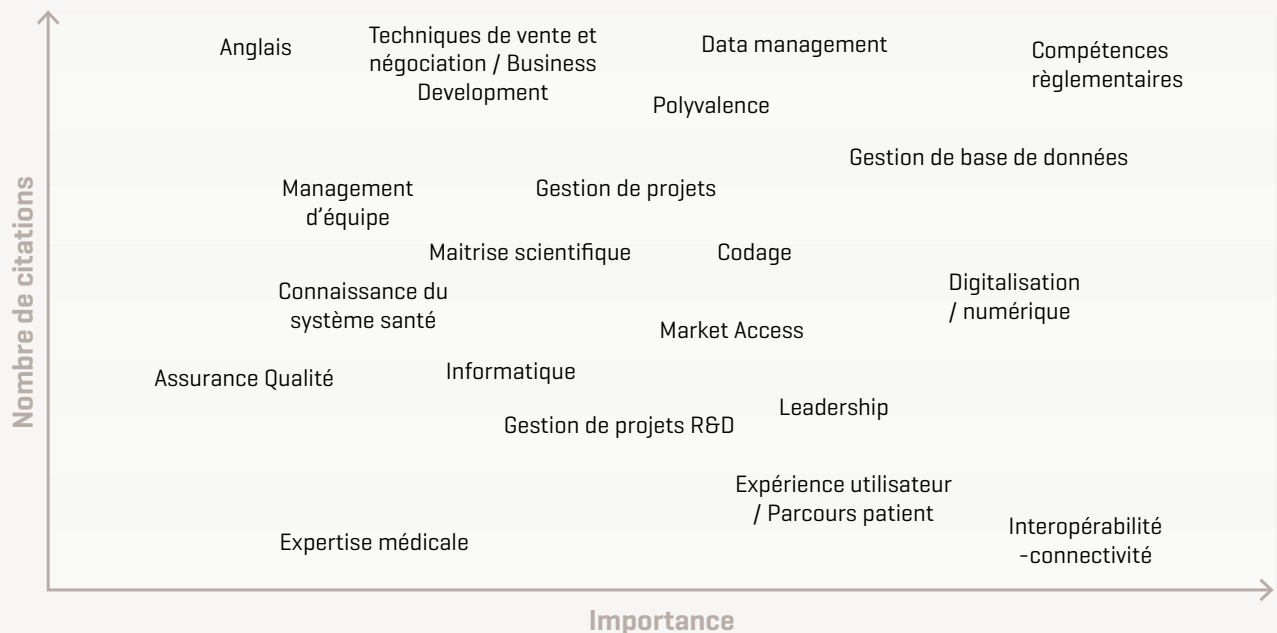 Anglais
Techniques de vente et
négociation / Business
Development
Data management
Compétences
règlementaires
Polyvalence
Gestion de base de données
Management
d'équipe
Gestion de projets
Maitrise scientifique
Codage
Connaissance du
système santé
Digitalisation
/ numérique
Market Access
Assurance Qualité
Informatique
Leadership
Gestion de projets R&D
Expérience utilisateur
/ Parcours patient
Interopérabilité
-connectivité
Expertise médicale
Nombre de citations
Importance